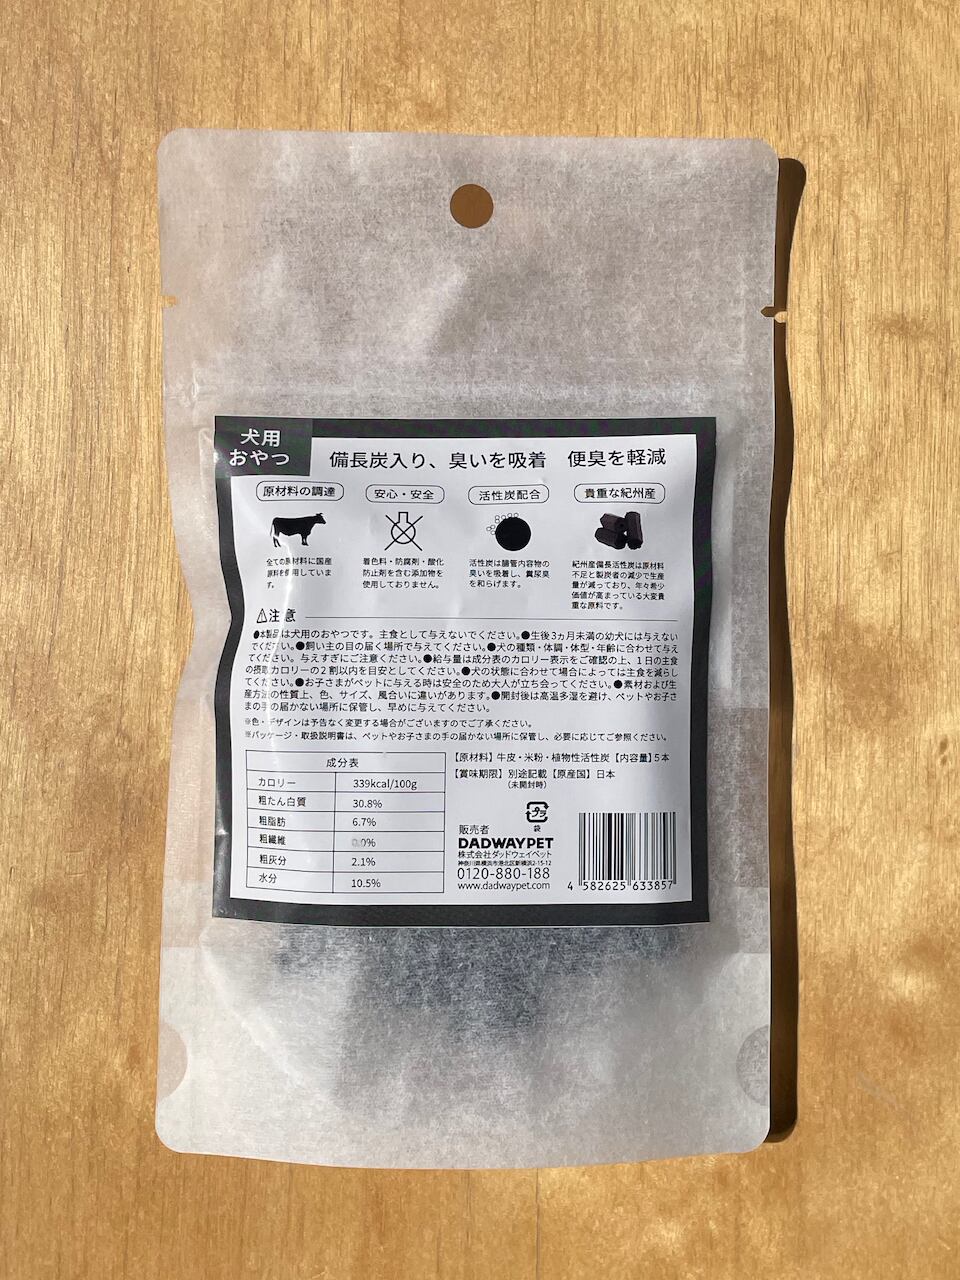 犬用
おやつ
備長炭入り、臭いを吸着　便臭を軽減
原材料の調達
安心・安全
活性炭配合
貴重な紀州産
全ての原材料に国産
原料を使用していま
す。
着色料・防腐剤・酸化
防止剤を含む添加物を
使用しておりません。
活性炭は腸管内容物の
臭いを吸着し、糞尿臭
を和らげます。
紀州産備長活性炭は原材料
不足と製炭者の減少で生産
量が減っており、年々希少
価値が高まっている大変貴
重な原料です。
⚠注意
●本製品は犬用のおやつです。主食として与えないでください。●生後3ヵ月未満の幼犬には与えない
でください。●飼い主の目の届く場所で与えてください。●犬の種類・体調・体型・年齢に合わせて与え
てください。与えすぎにご注意ください。●給与量は成分表のカロリー表示をご確認の上、1日の主食
の摂取カロリーの2割以内を目安としてください。●犬の状態に合わせて場合によっては主食を減らし
てください。●お子さまがペットに与える時は安全のため大人が立ち会ってください。●素材および生
産方法の性質上、色、サイズ、風合いに違いがあります。●開封後は高温多湿を避け、ペットやお子さ
まの手の届かない場所に保管し、早めに与えてください。
※色・デザインは予告なく変更する場合がございますのでご了承ください。
※パッケージ・取扱説明書は、ペットやお子さまの手の届かない場所に保管し、必要に応じてご参照ください。
成分表
カロリー 339kcal/100g
粗たん白質 30.8%
粗脂肪 6.7%
粗繊維 0.0%
粗灰分 2.1%
水分 10.5%
【原材料】牛皮・米粉・植物性活性炭【内容量】5本
【賞味期限】別途記載【原産国】日本
（未開封時）
プラ
袋
販売者
DADWAYPET
株式会社ダッドウェイペット
神奈川県横浜市港北区新横浜2-15-12
0120-880-188
www.dadwaypet.com
4 582625 633857